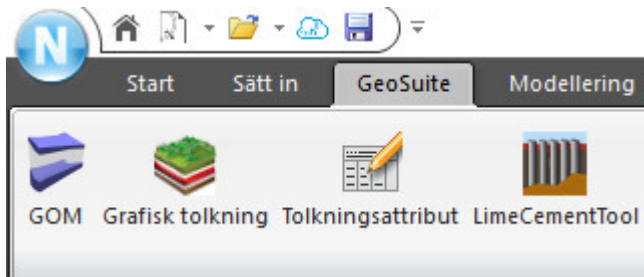 N
Start Sätt in GeoSuite Modellering
GOM Grafisk tolkning Tolkningsattribut LimeCementTool